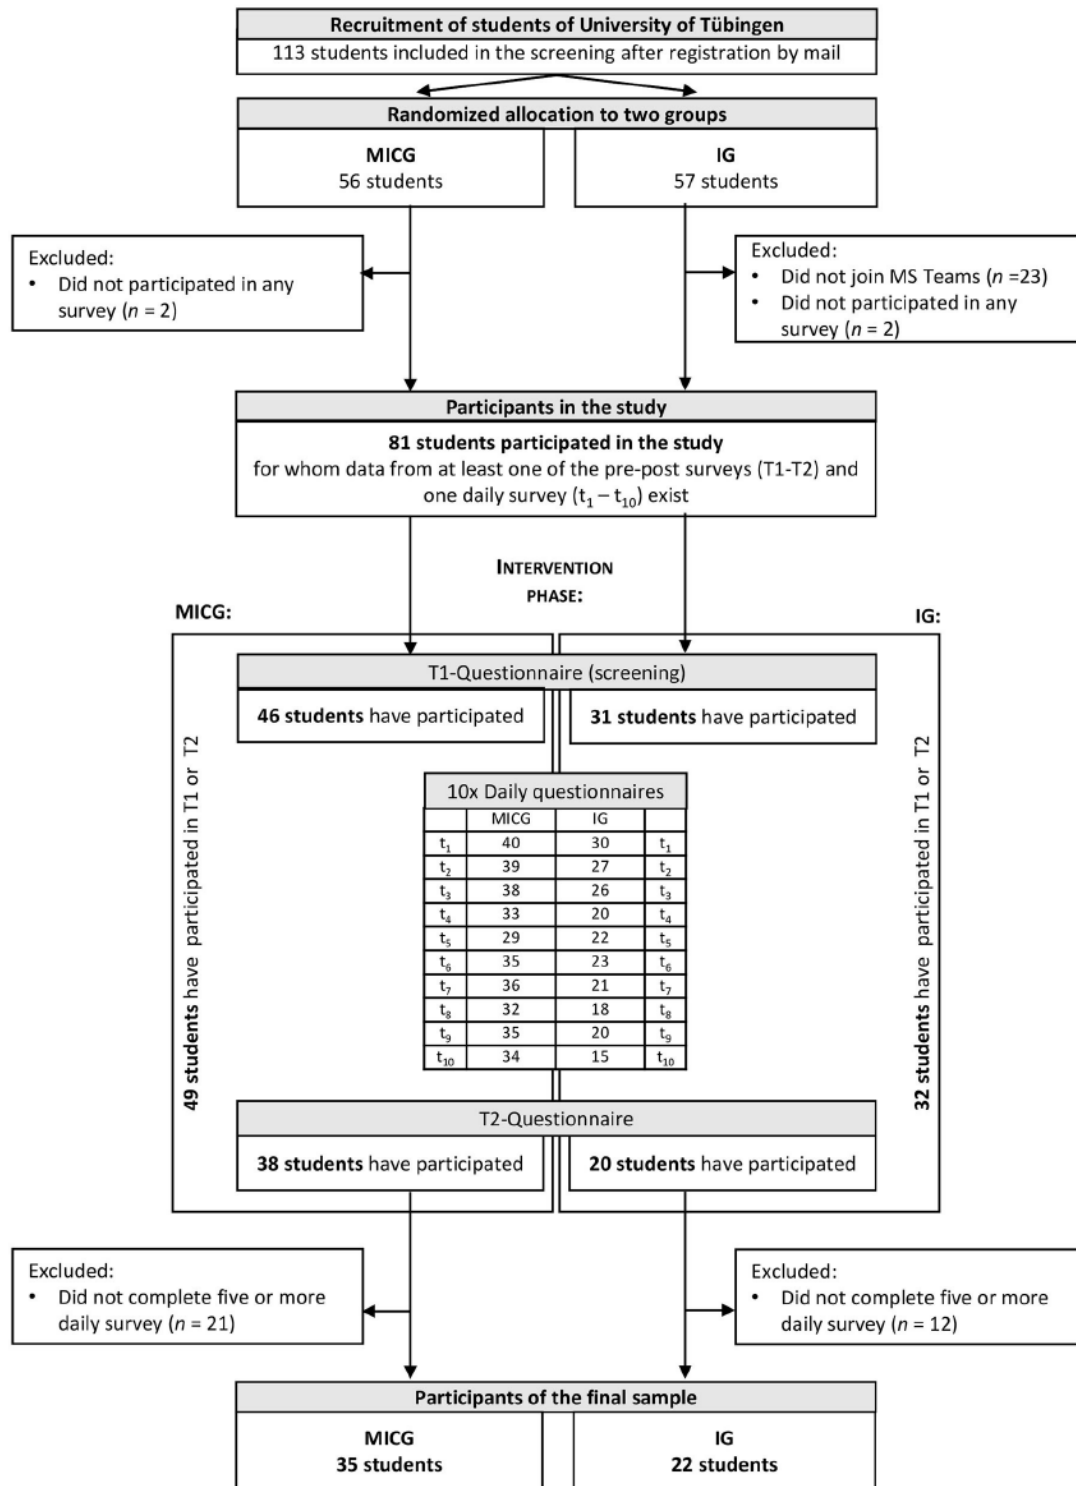 Recruitment of students of University of Tübingen
113 students included in the screening after registration by mail
Randomized allocation to two groups
MICG
56 students
IG
57 students
Excluded:
• Did not participated in any
survey (n = 2)
Excluded:
• Did not join MS Teams (n =23)
• Did not participated in any
survey (n = 2)
Participants in the study
81 students participated in the study
for whom data from at least one of the pre-post surveys (T1-T2) and
one daily survey (t₁ – t₁₀) exist
INTERVENTION
PHASE:
MICG:
IG:
49 students have participated in T1 or T2
32 students have participated in T1 or T2
T1-Questionnaire (screening)
46 students have participated
31 students have participated
10x Daily questionnaires
MICG IG
t₁ 40 30 t₁
t₂ 39 27 t₂
t₃ 38 26 t₃
t₄ 33 20 t₄
t₅ 29 22 t₅
t₆ 35 23 t₆
t₇ 36 21 t₇
t₈ 32 18 t₈
t₉ 35 20 t₉
t₁₀ 34 15 t₁₀
T2-Questionnaire
38 students have participated
20 students have participated
Excluded:
• Did not complete five or more
daily survey (n = 21)
Excluded:
• Did not complete five or more
daily survey (n = 12)
Participants of the final sample
MICG
35 students
IG
22 students